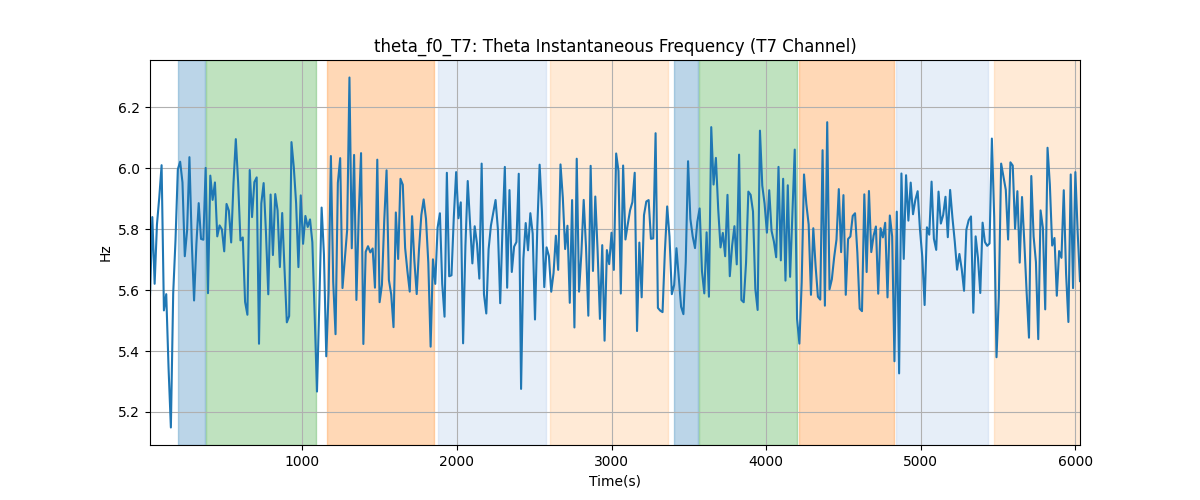 theta_f0_T7: Theta Instantaneous Frequency (T7 Channel)
Hz
6.2
6.0
5.8
5.6
5.4
5.2
1000 2000 3000 4000 5000 6000
Time(s)